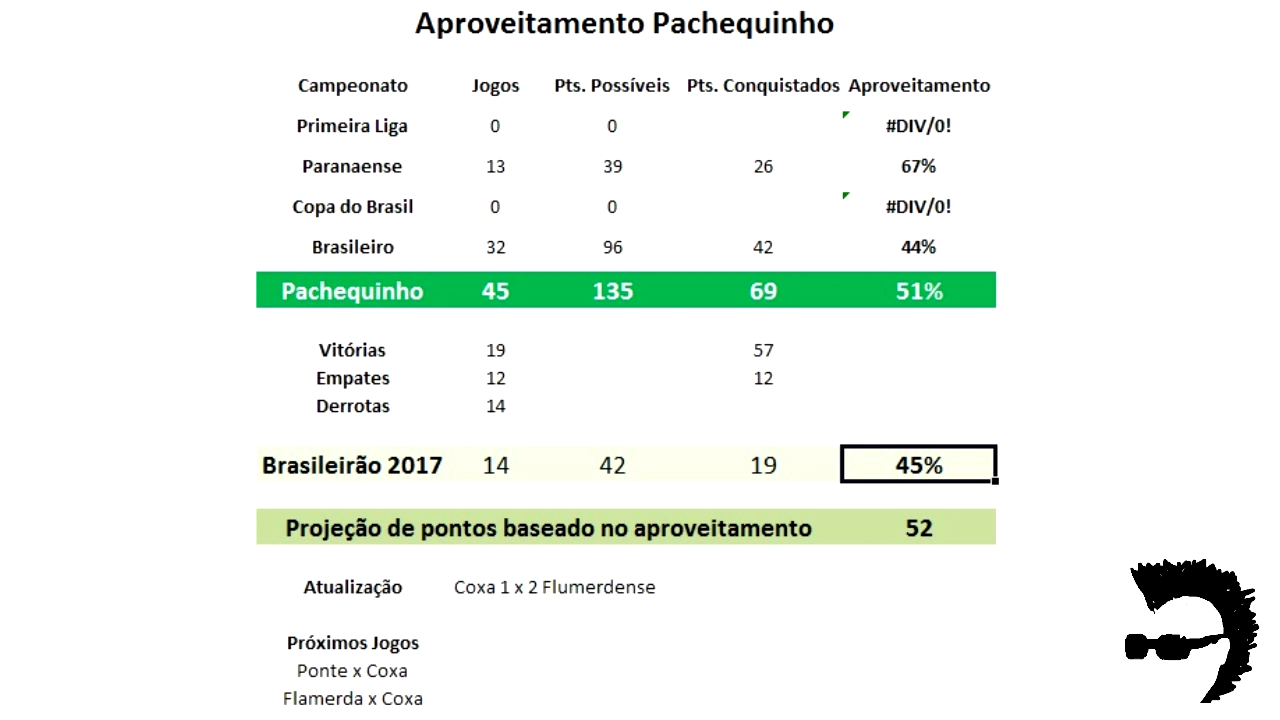 Aproveitamento Pachequinho
Campeonato Jogos Pts. Possíveis Pts. Conquistados Aproveitamento
Primeira Liga 0 0 #DIV/0!
Paranaense 13 39 26 67%
Copa do Brasil 0 0 #DIV/0!
Brasileiro 32 96 42 44%
Pachequinho 45 135 69 51%
Vitórias 19 57
Empates 12 12
Derrotas 14
Brasileirão 2017 14 42 19 45%
Projeção de pontos baseado no aproveitamento 52
Atualização Coxa 1 x 2 Flumerdense
Próximos Jogos
Ponte x Coxa
Flamerda x Coxa